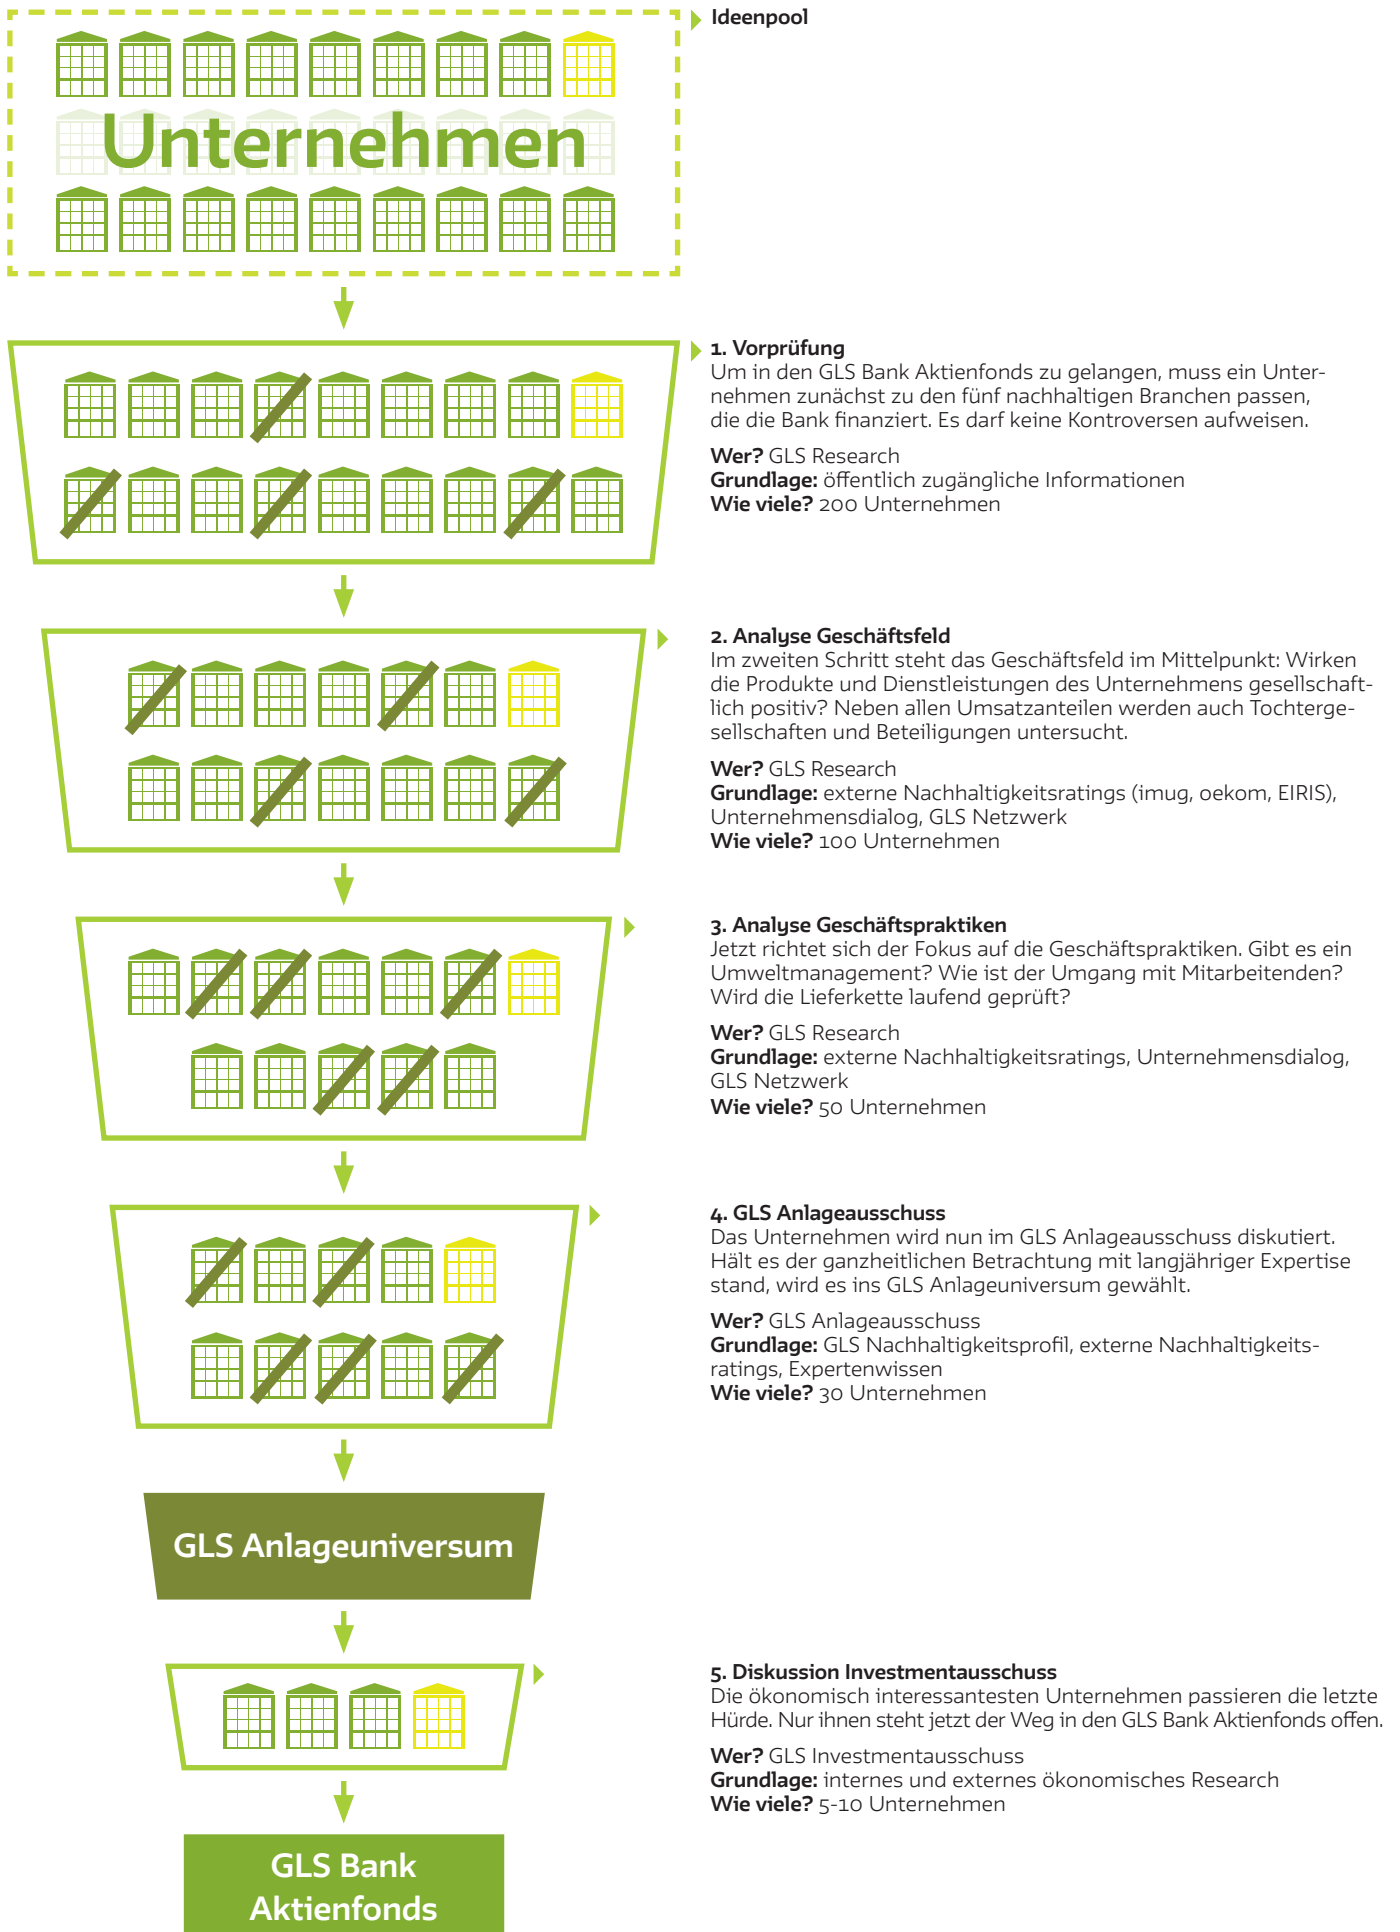 Ideenpool
Unternehmen
1. Vorprüfung
Um in den GLS Bank Aktienfonds zu gelangen, muss ein Unter-
nehmen zunächst zu den fünf nachhaltigen Branchen passen,
die die Bank finanziert. Es darf keine Kontroversen aufweisen.
Wer? GLS Research
Grundlage: öffentlich zugängliche Informationen
Wie viele? 200 Unternehmen
2. Analyse Geschäftsfeld
Im zweiten Schritt steht das Geschäftsfeld im Mittelpunkt: Wirken
die Produkte und Dienstleistungen des Unternehmens gesellschaft-
lich positiv? Neben allen Umsatzanteilen werden auch Tochterge-
sellschaften und Beteiligungen untersucht.
Wer? GLS Research
Grundlage: externe Nachhaltigkeitsratings (imug, oekom, EIRIS),
Unternehmensdialog, GLS Netzwerk
Wie viele? 100 Unternehmen
3. Analyse Geschäftspraktiken
Jetzt richtet sich der Fokus auf die Geschäftspraktiken. Gibt es ein
Umweltmanagement? Wie ist der Umgang mit Mitarbeitenden?
Wird die Lieferkette laufend geprüft?
Wer? GLS Research
Grundlage: externe Nachhaltigkeitsratings, Unternehmensdialog,
GLS Netzwerk
Wie viele? 50 Unternehmen
4. GLS Anlageausschuss
Das Unternehmen wird nun im GLS Anlageausschuss diskutiert.
Hält es der ganzheitlichen Betrachtung mit langjähriger Expertise
stand, wird es ins GLS Anlageuniversum gewählt.
Wer? GLS Anlageausschuss
Grundlage: GLS Nachhaltigkeitsprofil, externe Nachhaltigkeits-
ratings, Expertenwissen
Wie viele? 30 Unternehmen
GLS Anlageuniversum
5. Diskussion Investmentausschuss
Die ökonomisch interessantesten Unternehmen passieren die letzte
Hürde. Nur ihnen steht jetzt der Weg in den GLS Bank Aktienfonds offen.
Wer? GLS Investmentausschuss
Grundlage: internes und externes ökonomisches Research
Wie viele? 5-10 Unternehmen
GLS Bank
Aktienfonds